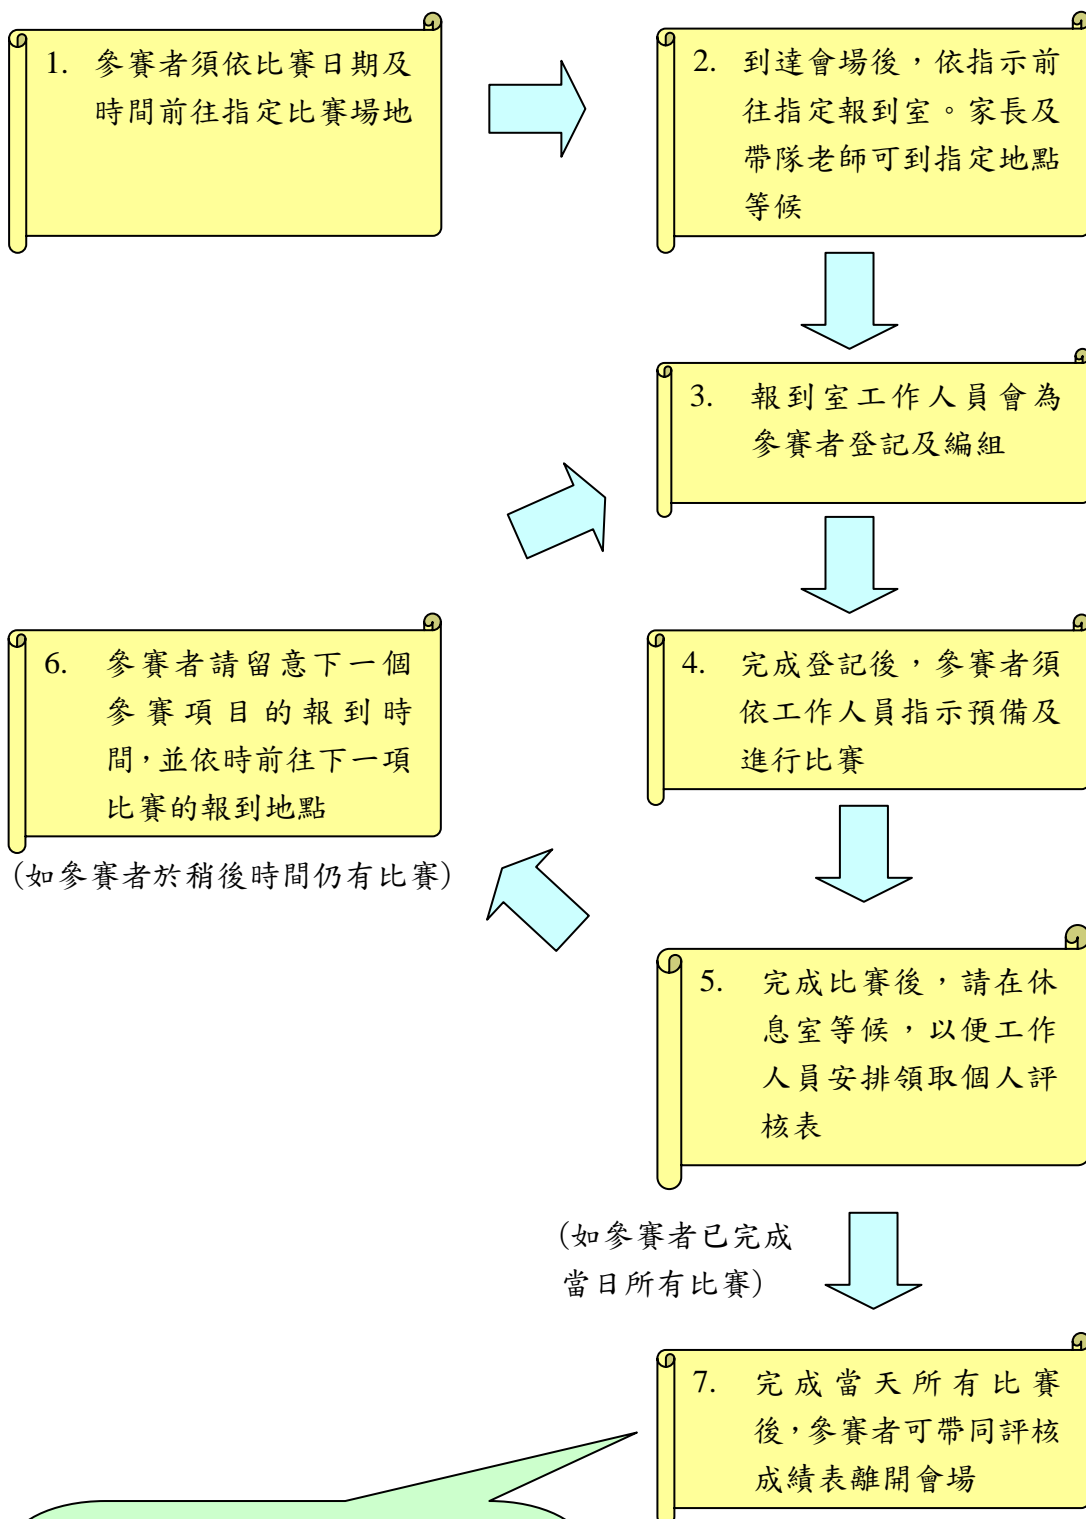 1. 參賽者須依比賽日期及
時間前往指定比賽場地
2. 到達會場後，依指示前
往指定報到室。家長及
帶隊老師可到指定地點
等候
3. 報到室工作人員會為
參賽者登記及編組
4. 完成登記後，參賽者須
依工作人員指示預備及
進行比賽
6. 參賽者請留意下一個
參賽項目的報到時
間，並依時前往下一項
比賽的報到地點
(如參賽者於稍後時間仍有比賽)
5. 完成比賽後，請在休
息室等候，以便工作
人員安排領取個人評
核表
(如參賽者已完成
當日所有比賽)
7. 完成當天所有比賽
後，參賽者可帶同評核
成績表離開會場